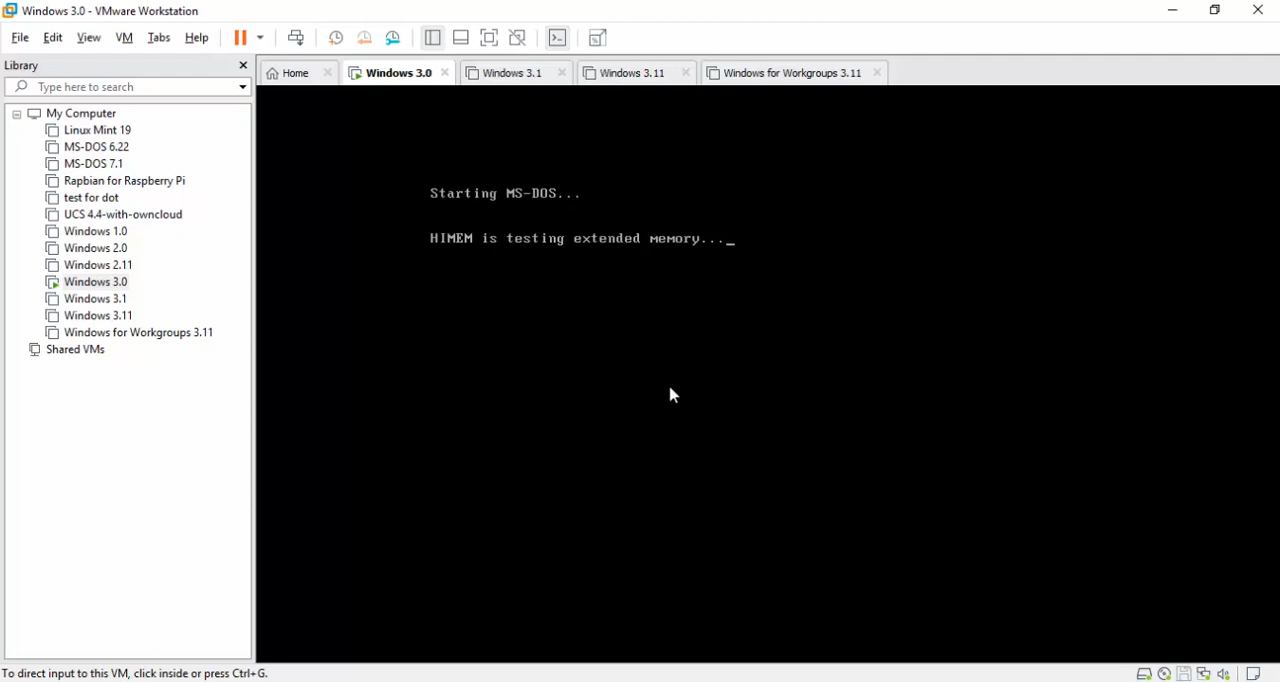 Windows 3.0 - VMware Workstation
File Edit View VM Tabs Help
Library
Home Windows 3.0 Windows 3.1 Windows 3.11 Windows for Workgroups 3.11
Type here to search
My Computer
Linux Mint 19
MS-DOS 6.22
MS-DOS 7.1
Rapbian for Raspberry Pi
test for dot
UCS 4.4-with-owncloud
Windows 1.0
Windows 2.0
Windows 2.11
Windows 3.0
Windows 3.1
Windows 3.11
Windows for Workgroups 3.11
Shared VMs
Starting MS-DOS...
HIMEM is testing extended memory..._
To direct input to this VM, click inside or press Ctrl+G.